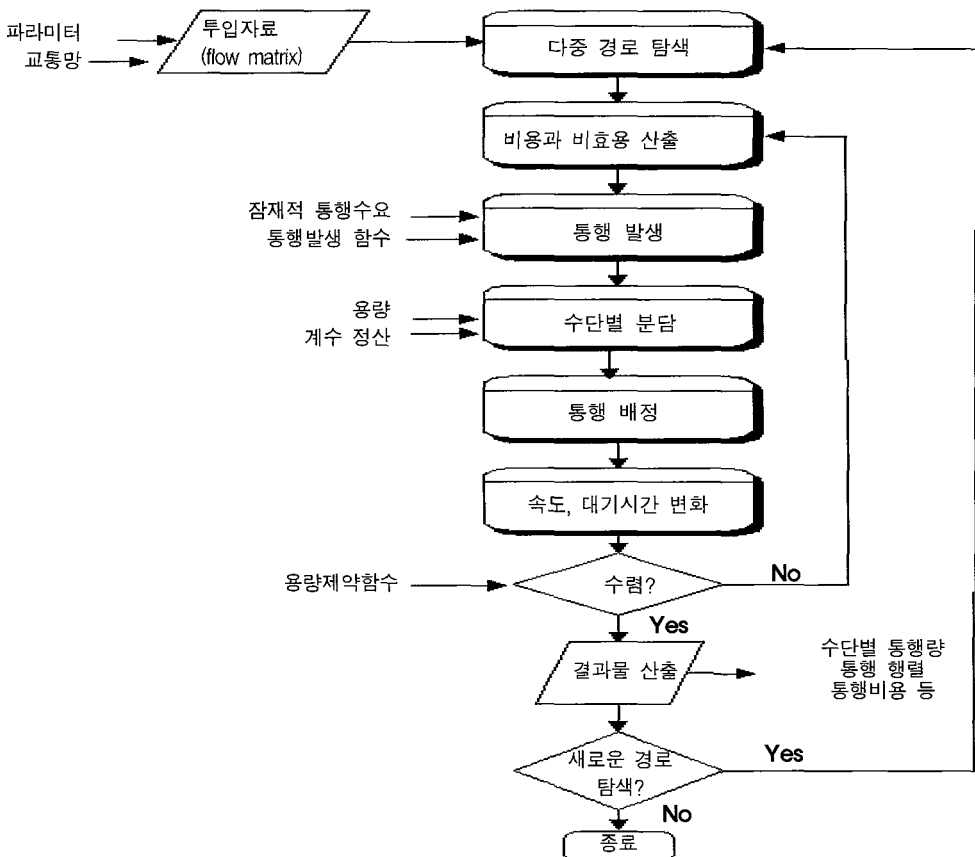 파라미터
교통망
투입자료
(flow matrix)
다중 경로 탐색
비용과 비효용 산출
잠재적 통행수요
통행발생 함수
통행 발생
용량
계수 정산
수단별 분담
통행 배정
속도, 대기시간 변화
용량제약함수
수렴?
No
Yes
결과물 산출
수단별 통행량
통행 행렬
통행비용 등
새로운 경로
탐색?
Yes
No
종료